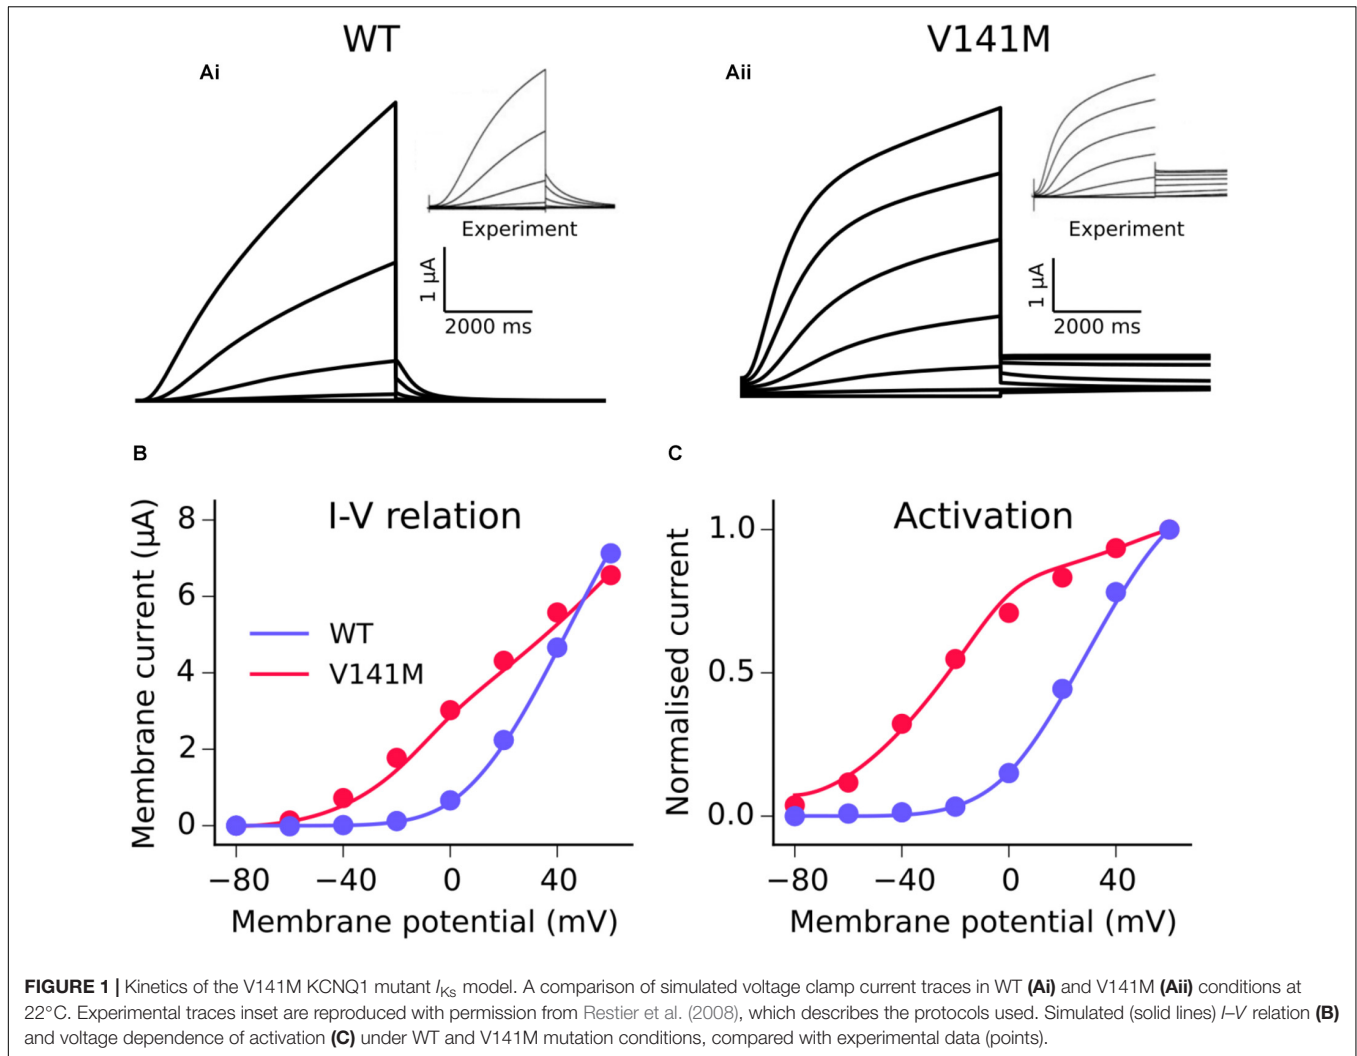 WT
V141M
Ai
Aii
Experiment
1 µA
2000 ms
Experiment
1 µA
2000 ms
B
C
I-V relation
Membrane current (µA)
8
6
4
2
0
WT
V141M
−80
−40
0
40
Membrane potential (mV)
Activation
Normalised current
1.0
0.5
0.0
−80
−40
0
40
Membrane potential (mV)
FIGURE 1 | Kinetics of the V141M KCNQ1 mutant IKs model. A comparison of simulated voltage clamp current traces in WT (Ai) and V141M (Aii) conditions at
22°C. Experimental traces inset are reproduced with permission from Restier et al. (2008), which describes the protocols used. Simulated (solid lines) I–V relation (B)
and voltage dependence of activation (C) under WT and V141M mutation conditions, compared with experimental data (points).